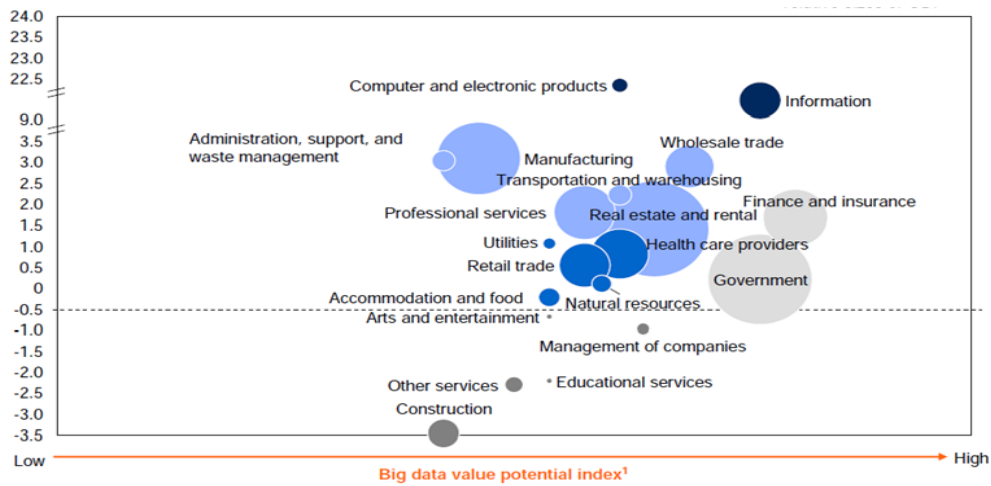 24.0
23.5
23.0
22.5
9.0
3.5
3.0
2.5
2.0
1.5
1.0
0.5
0
-0.5
-1.0
-1.5
-2.0
-2.5
-3.0
-3.5
Computer and electronic products
Information
Administration, support, and
waste management
Wholesale trade
Manufacturing
Transportation and warehousing
Finance and insurance
Professional services
Real estate and rental
Utilities
Health care providers
Retail trade
Government
Accommodation and food
Natural resources
Arts and entertainment
Management of companies
Other services
Educational services
Construction
Low
High
Big data value potential index¹